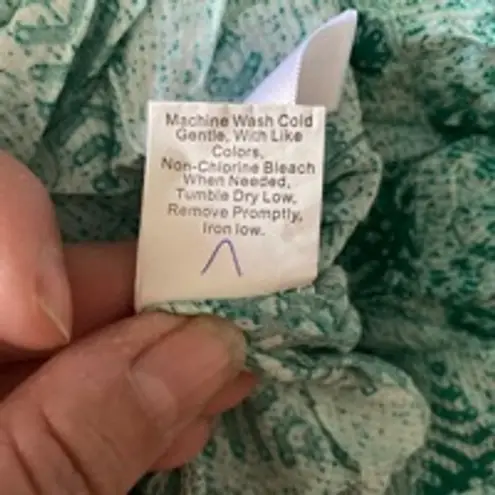 Machine Wash Cold
Gentle, With Like
Colors,
Non-Chlorine Bleach
When Needed,
Tumble Dry Low,
Remove Promptly,
Iron low.